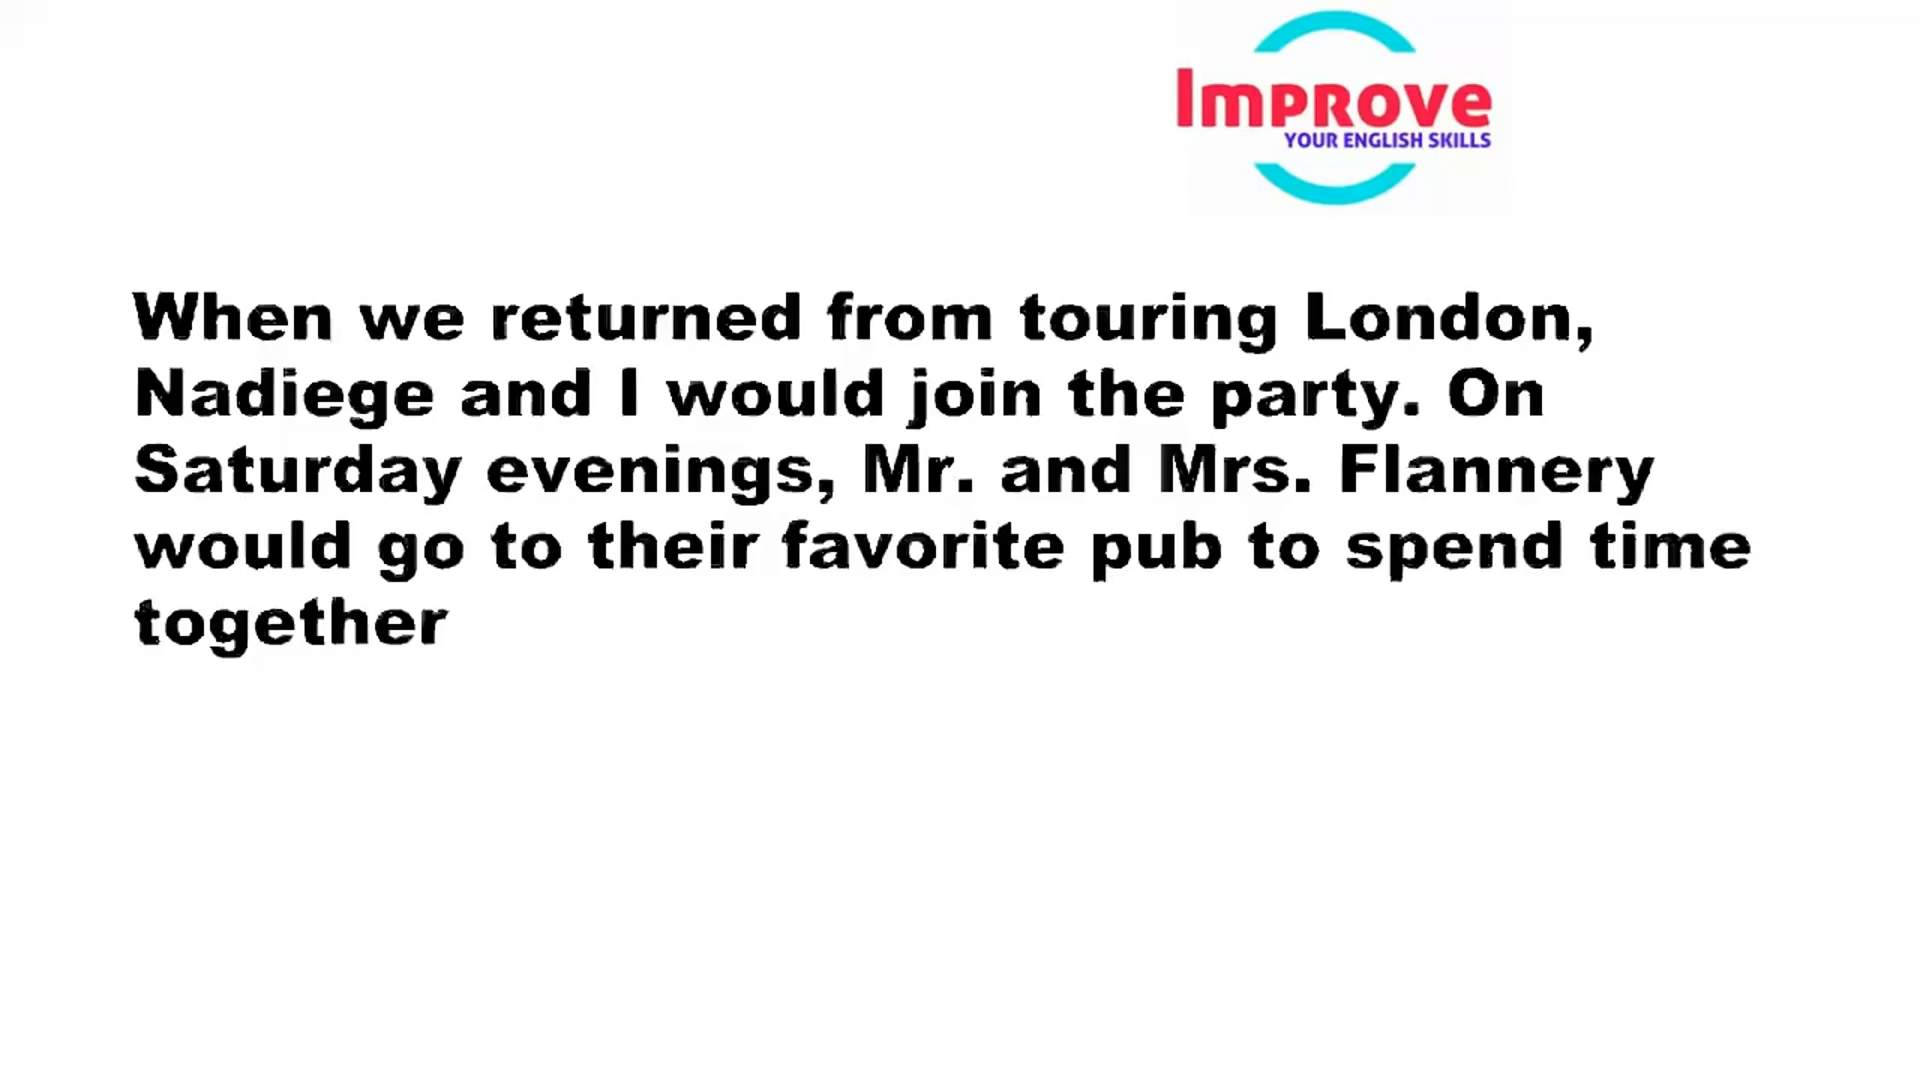 Improve
YOUR ENGLISH SKILLS
When we returned from touring London,
Nadiege and I would join the party. On
Saturday evenings, Mr. and Mrs. Flannery
would go to their favorite pub to spend time
together